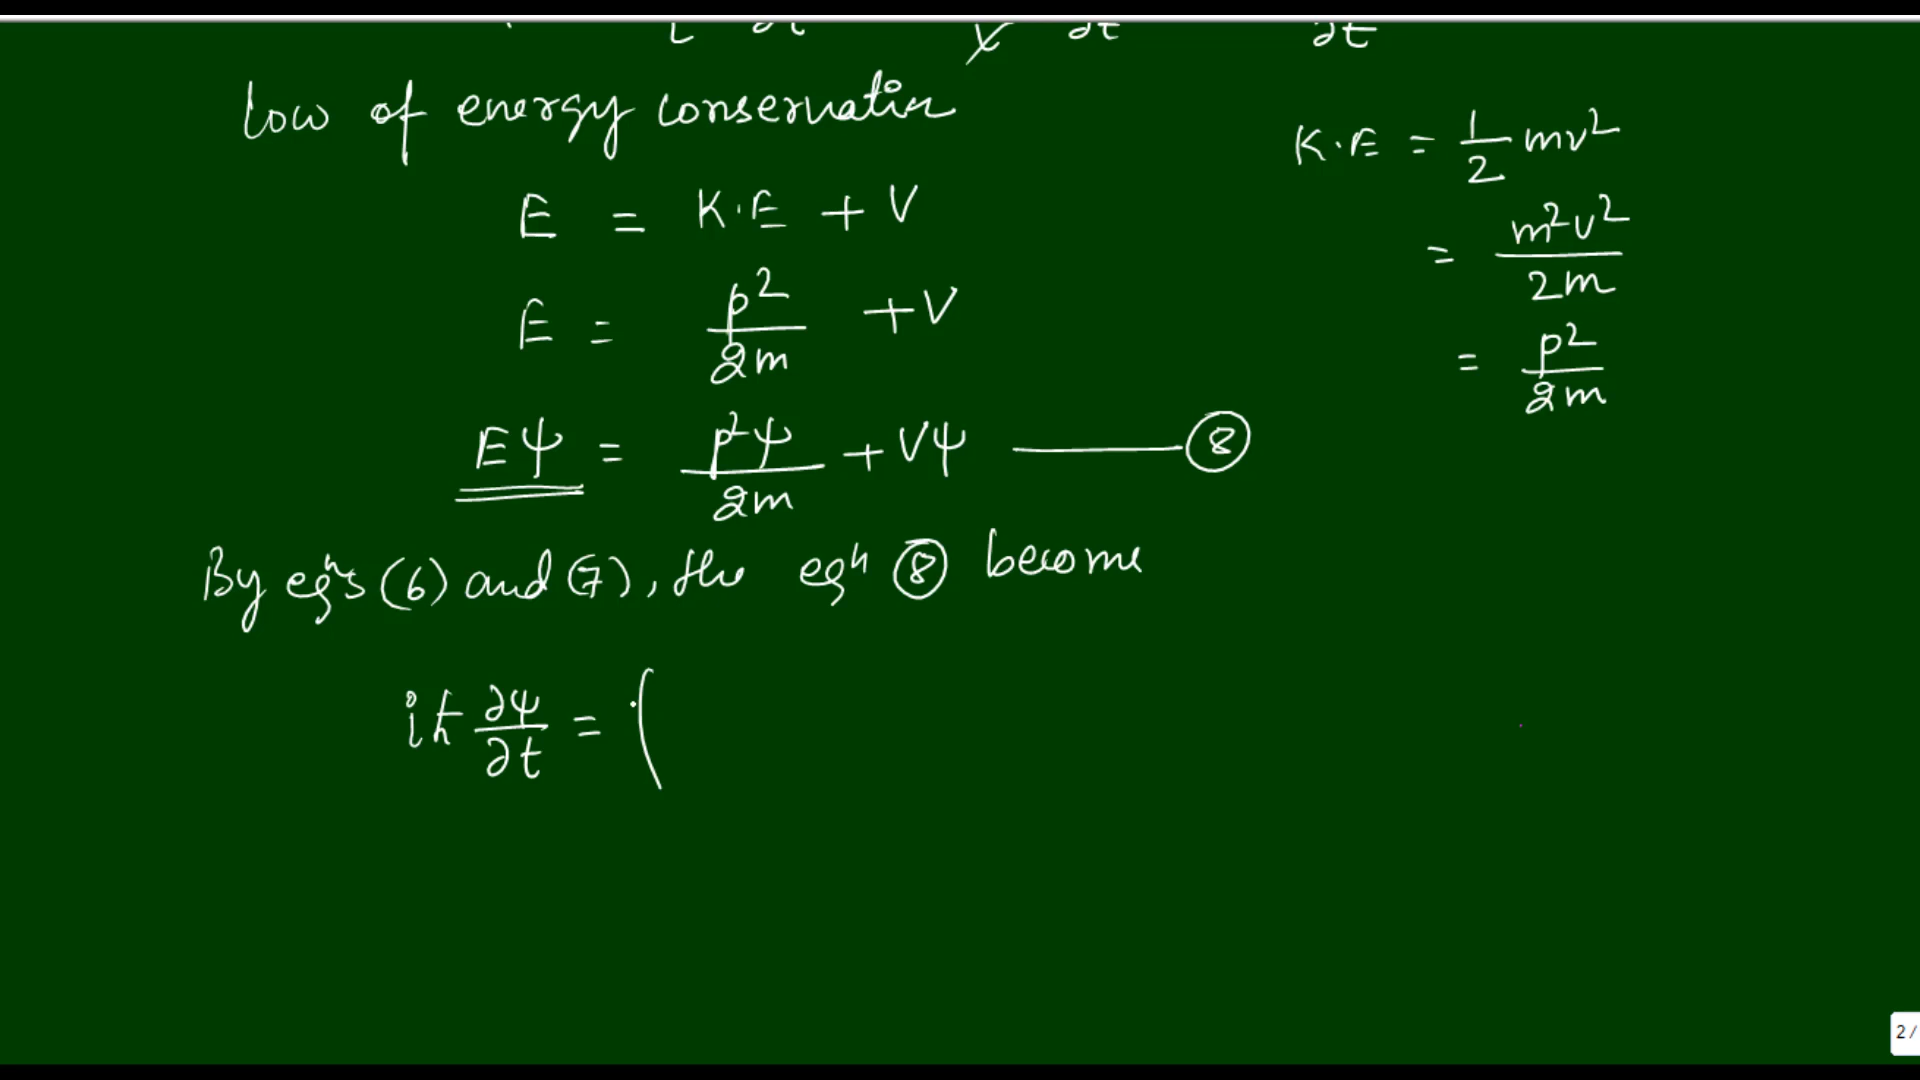 Low of energy conservation
E = K.E + V
E = p²/2m + V
Eψ = p²ψ/2m + Vψ —— ⑧
K.E = 1/2 mv²
= m²v²/2m
= p²/2m
By eqⁿs (6) and (7), the eqⁿ ⑧ become
iħ ∂ψ/∂t = (
2/